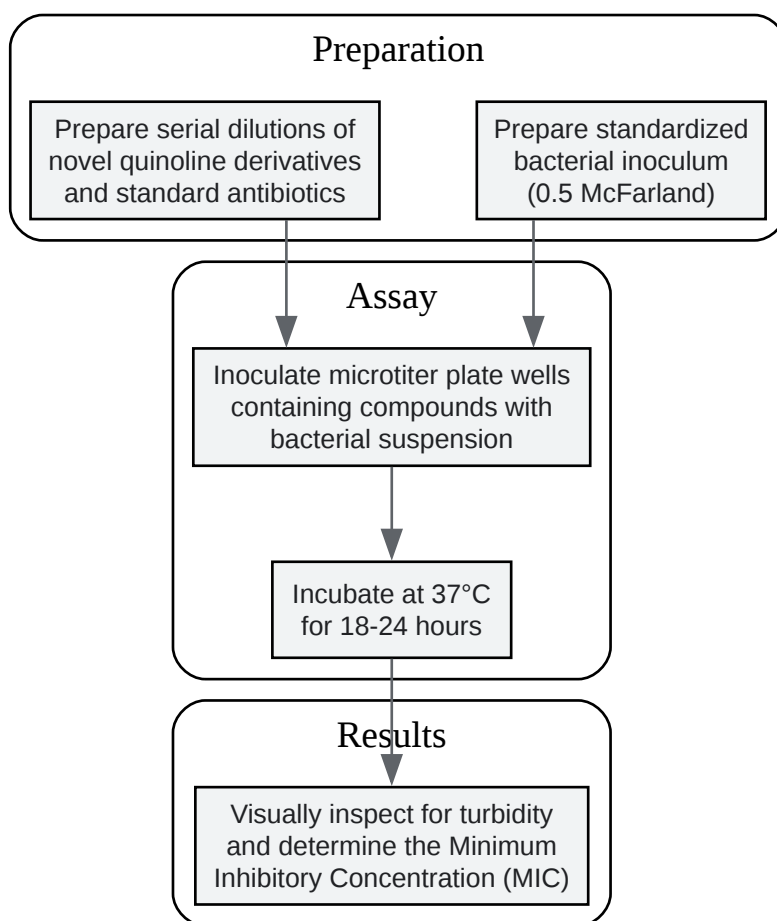 Preparation
Prepare serial dilutions of
novel quinoline derivatives
and standard antibiotics
Prepare standardized
bacterial inoculum
(0.5 McFarland)
Assay
Inoculate microtiter plate wells
containing compounds with
bacterial suspension
Incubate at 37°C
for 18-24 hours
Results
Visually inspect for turbidity
and determine the Minimum
Inhibitory Concentration (MIC)